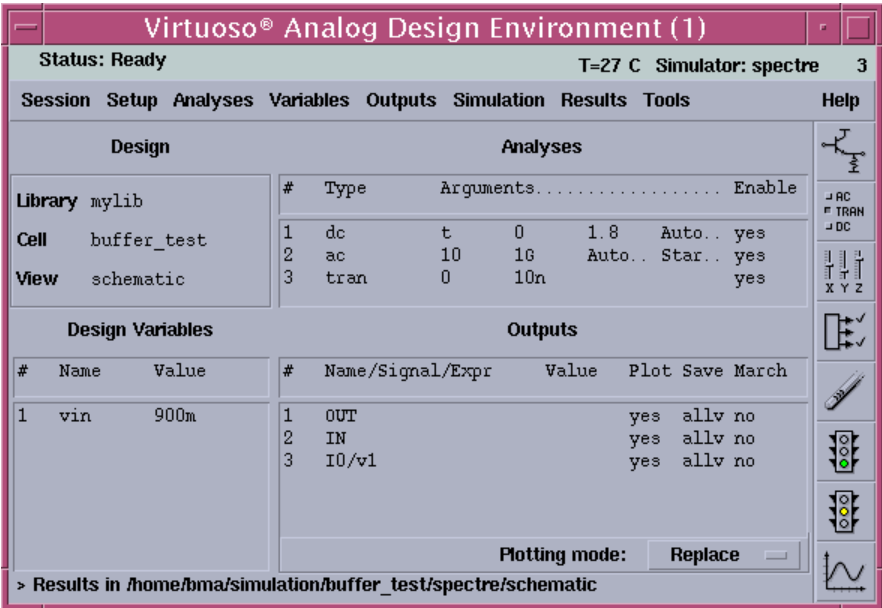 Virtuoso® Analog Design Environment (1)
Status: Ready T=27 C Simulator: spectre 3
Session Setup Analyses Variables Outputs Simulation Results Tools Help
Design Analyses
Library mylib
Cell buffer_test
View schematic
# Type Arguments................... Enable
1 dc t 0 1.8 Auto.. yes
2 ac 10 1G Auto.. Star.. yes
3 tran 0 10n yes
AC
TRAN
DC
X Y Z
Design Variables Outputs
# Name Value
1 vin 900m
# Name/Signal/Expr Value Plot Save March
1 OUT yes allv no
2 IN yes allv no
3 I0/v1 yes allv no
Plotting mode: Replace
> Results in /home/bma/simulation/buffer_test/spectre/schematic